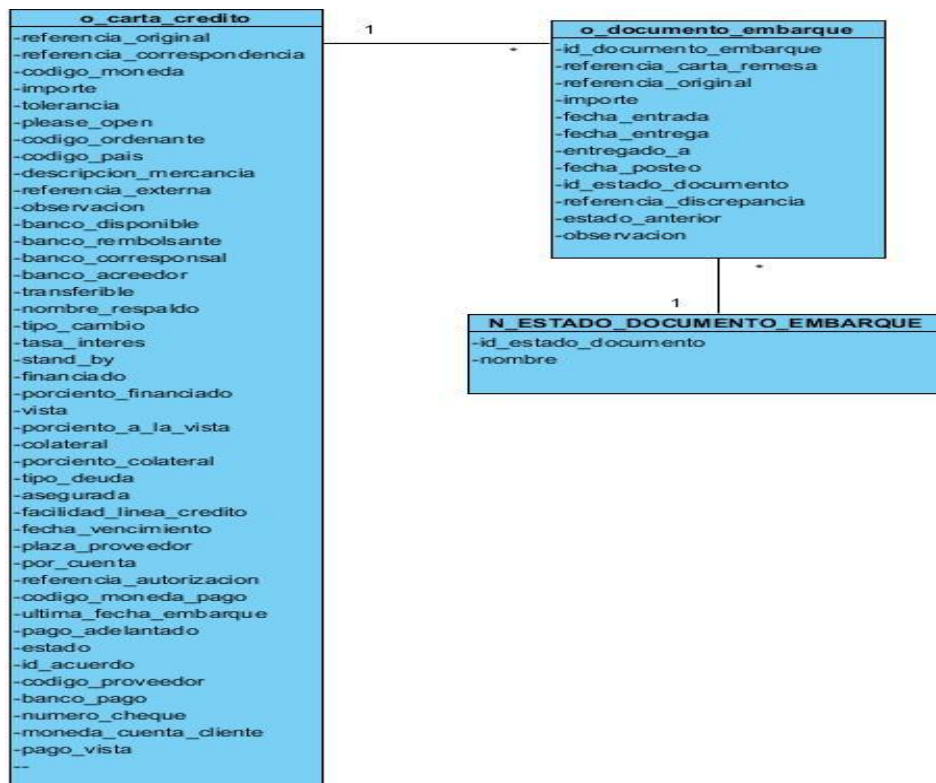 o_carta_credito
-referencia_original
-referencia_correspondencia
-codigo_moneda
-importe
-tolerancia
-please_open
-codigo_ordenante
-codigo_pais
-descripcion_mercancia
-referencia_externa
-observacion
-banco_disponible
-banco_rembolsante
-banco_corresponsal
-banco_acreedor
-transferible
-nombre_respaldo
-tipo_cambio
-tasa_interes
-stand_by
-financiado
-porciento_financiado
-vista
-porciento_a_la_vista
-colateral
-porciento_colateral
-tipo_deuda
-asegurada
-facilidad_linea_credito
-fecha_vencimiento
-plaza_proveedor
-por_cuenta
-referencia_autorizacion
-codigo_moneda_pago
-ultima_fecha_embarque
-pago_adelantado
-estado
-id_acuerdo
-codigo_proveedor
-banco_pago
-numero_cheque
-moneda_cuenta_cliente
-pago_vista
--
1
*
o_documento_embarque
-id_documento_embarque
-referencia_carta_remesa
-referencia_original
-importe
-fecha_entrada
-fecha_entrega
-entregado_a
-fecha_posteo
-id_estado_documento
-referencia_discrepancia
-estado_anterior
-observacion
*
1
N_ESTADO_DOCUMENTO_EMBARQUE
-id_estado_documento
-nombre